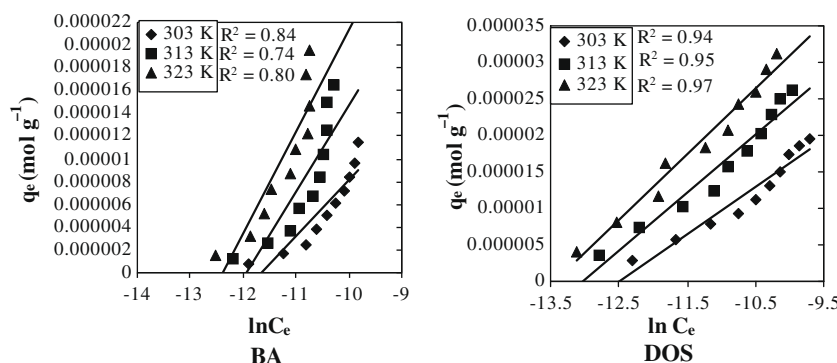 0.000022
0.00002
0.000018
0.000016
0.000014
0.000012
0.00001
0.000008
0.000006
0.000004
0.000002
0
qₑ (mol g⁻¹)
303 K R² = 0.84
313 K R² = 0.74
323 K R² = 0.80
-14 -13 -12 -11 -10 -9
lnCₑ
BA
0.000035
0.00003
0.000025
0.00002
0.000015
0.00001
0.000005
0
qₑ (mol g⁻¹)
303 K R² = 0.94
313 K R² = 0.95
323 K R² = 0.97
-13.5 -12.5 -11.5 -10.5 -9.5
ln Cₑ
DOS